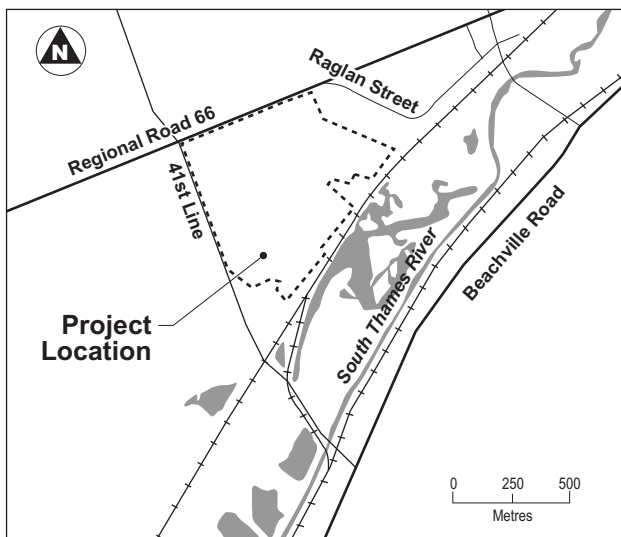 N
Raglan Street
Regional Road 66
41st Line
Project
Location
South Thames River
Beachville Road
0 250 500
Metres